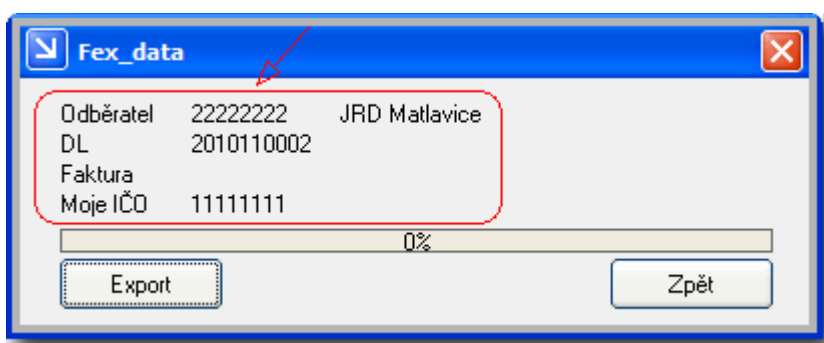 Fex_data
Odběratel 22222222 JRD Matlavice
DL 2010110002
Faktura
Moje IČO 11111111
0%
Export Zpět